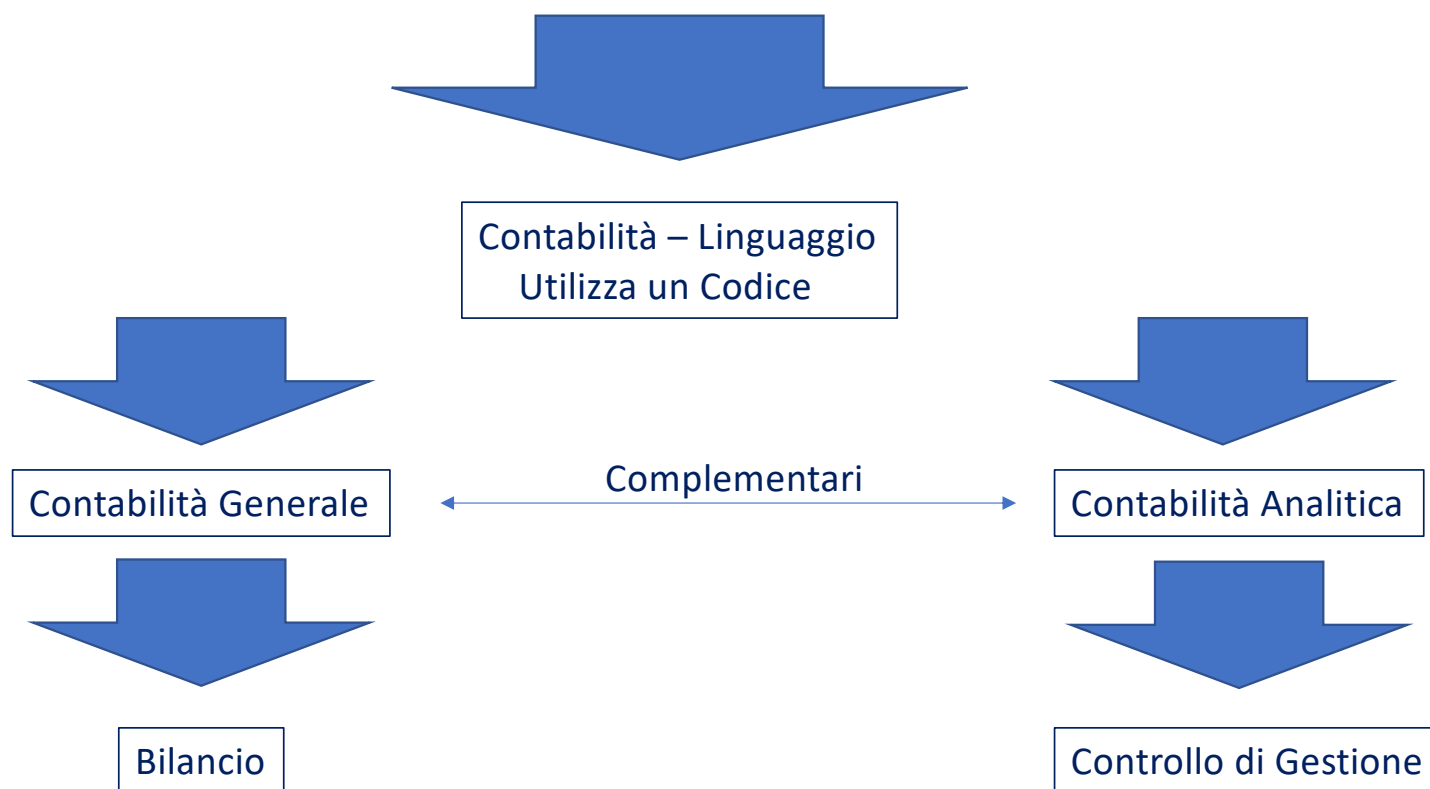 Contabilità – Linguaggio
Utilizza un Codice
Contabilità Generale
Complementari
Contabilità Analitica
Bilancio
Controllo di Gestione